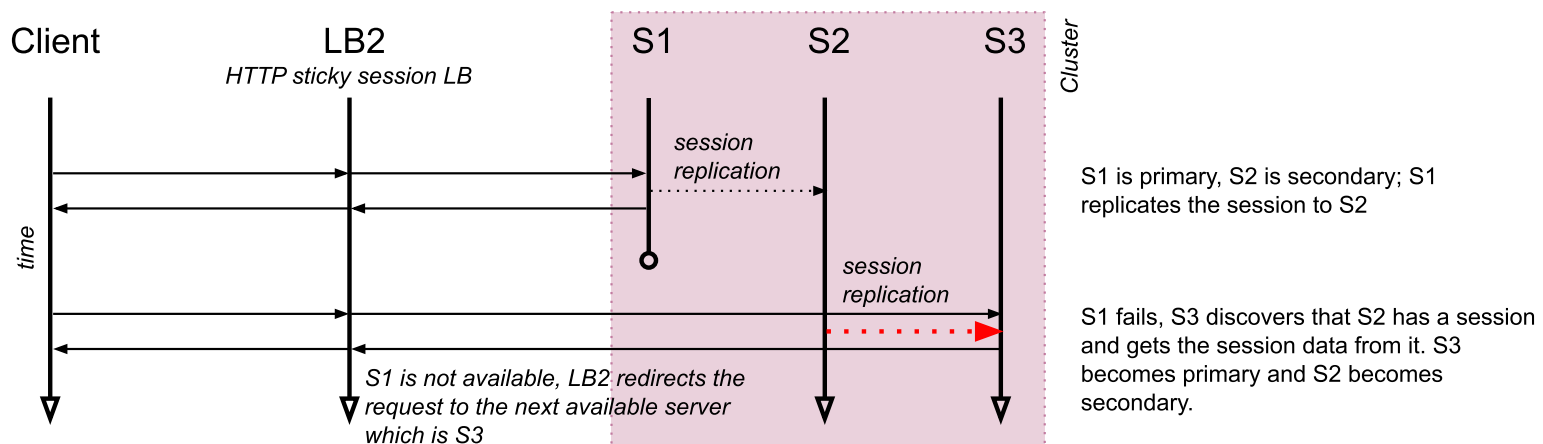 Client
LB2
HTTP sticky session LB
S1
S2
S3
Cluster
time
session
replication
S1 is primary, S2 is secondary; S1
replicates the session to S2
session
replication
S1 fails, S3 discovers that S2 has a session
and gets the session data from it. S3
becomes primary and S2 becomes
secondary.
S1 is not available, LB2 redirects the
request to the next available server
which is S3